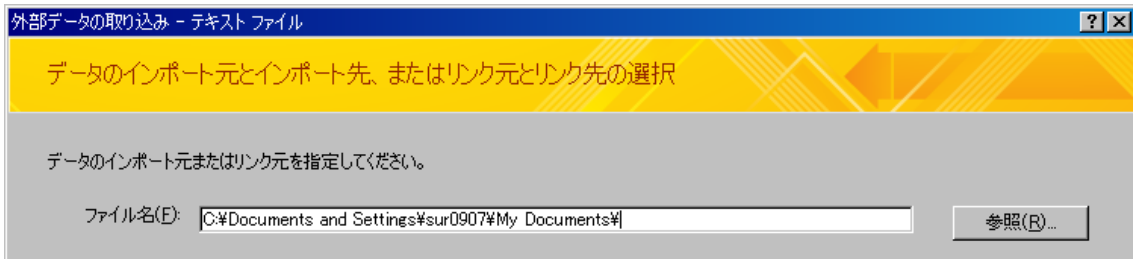 外部データの取り込み - テキスト ファイル
データのインポート元とインポート先、またはリンク元とリンク先の選択
データのインポート元またはリンク元を指定してください。
ファイル名(F): C:¥Documents and Settings¥sur0907¥My Documents¥ 参照(R)...